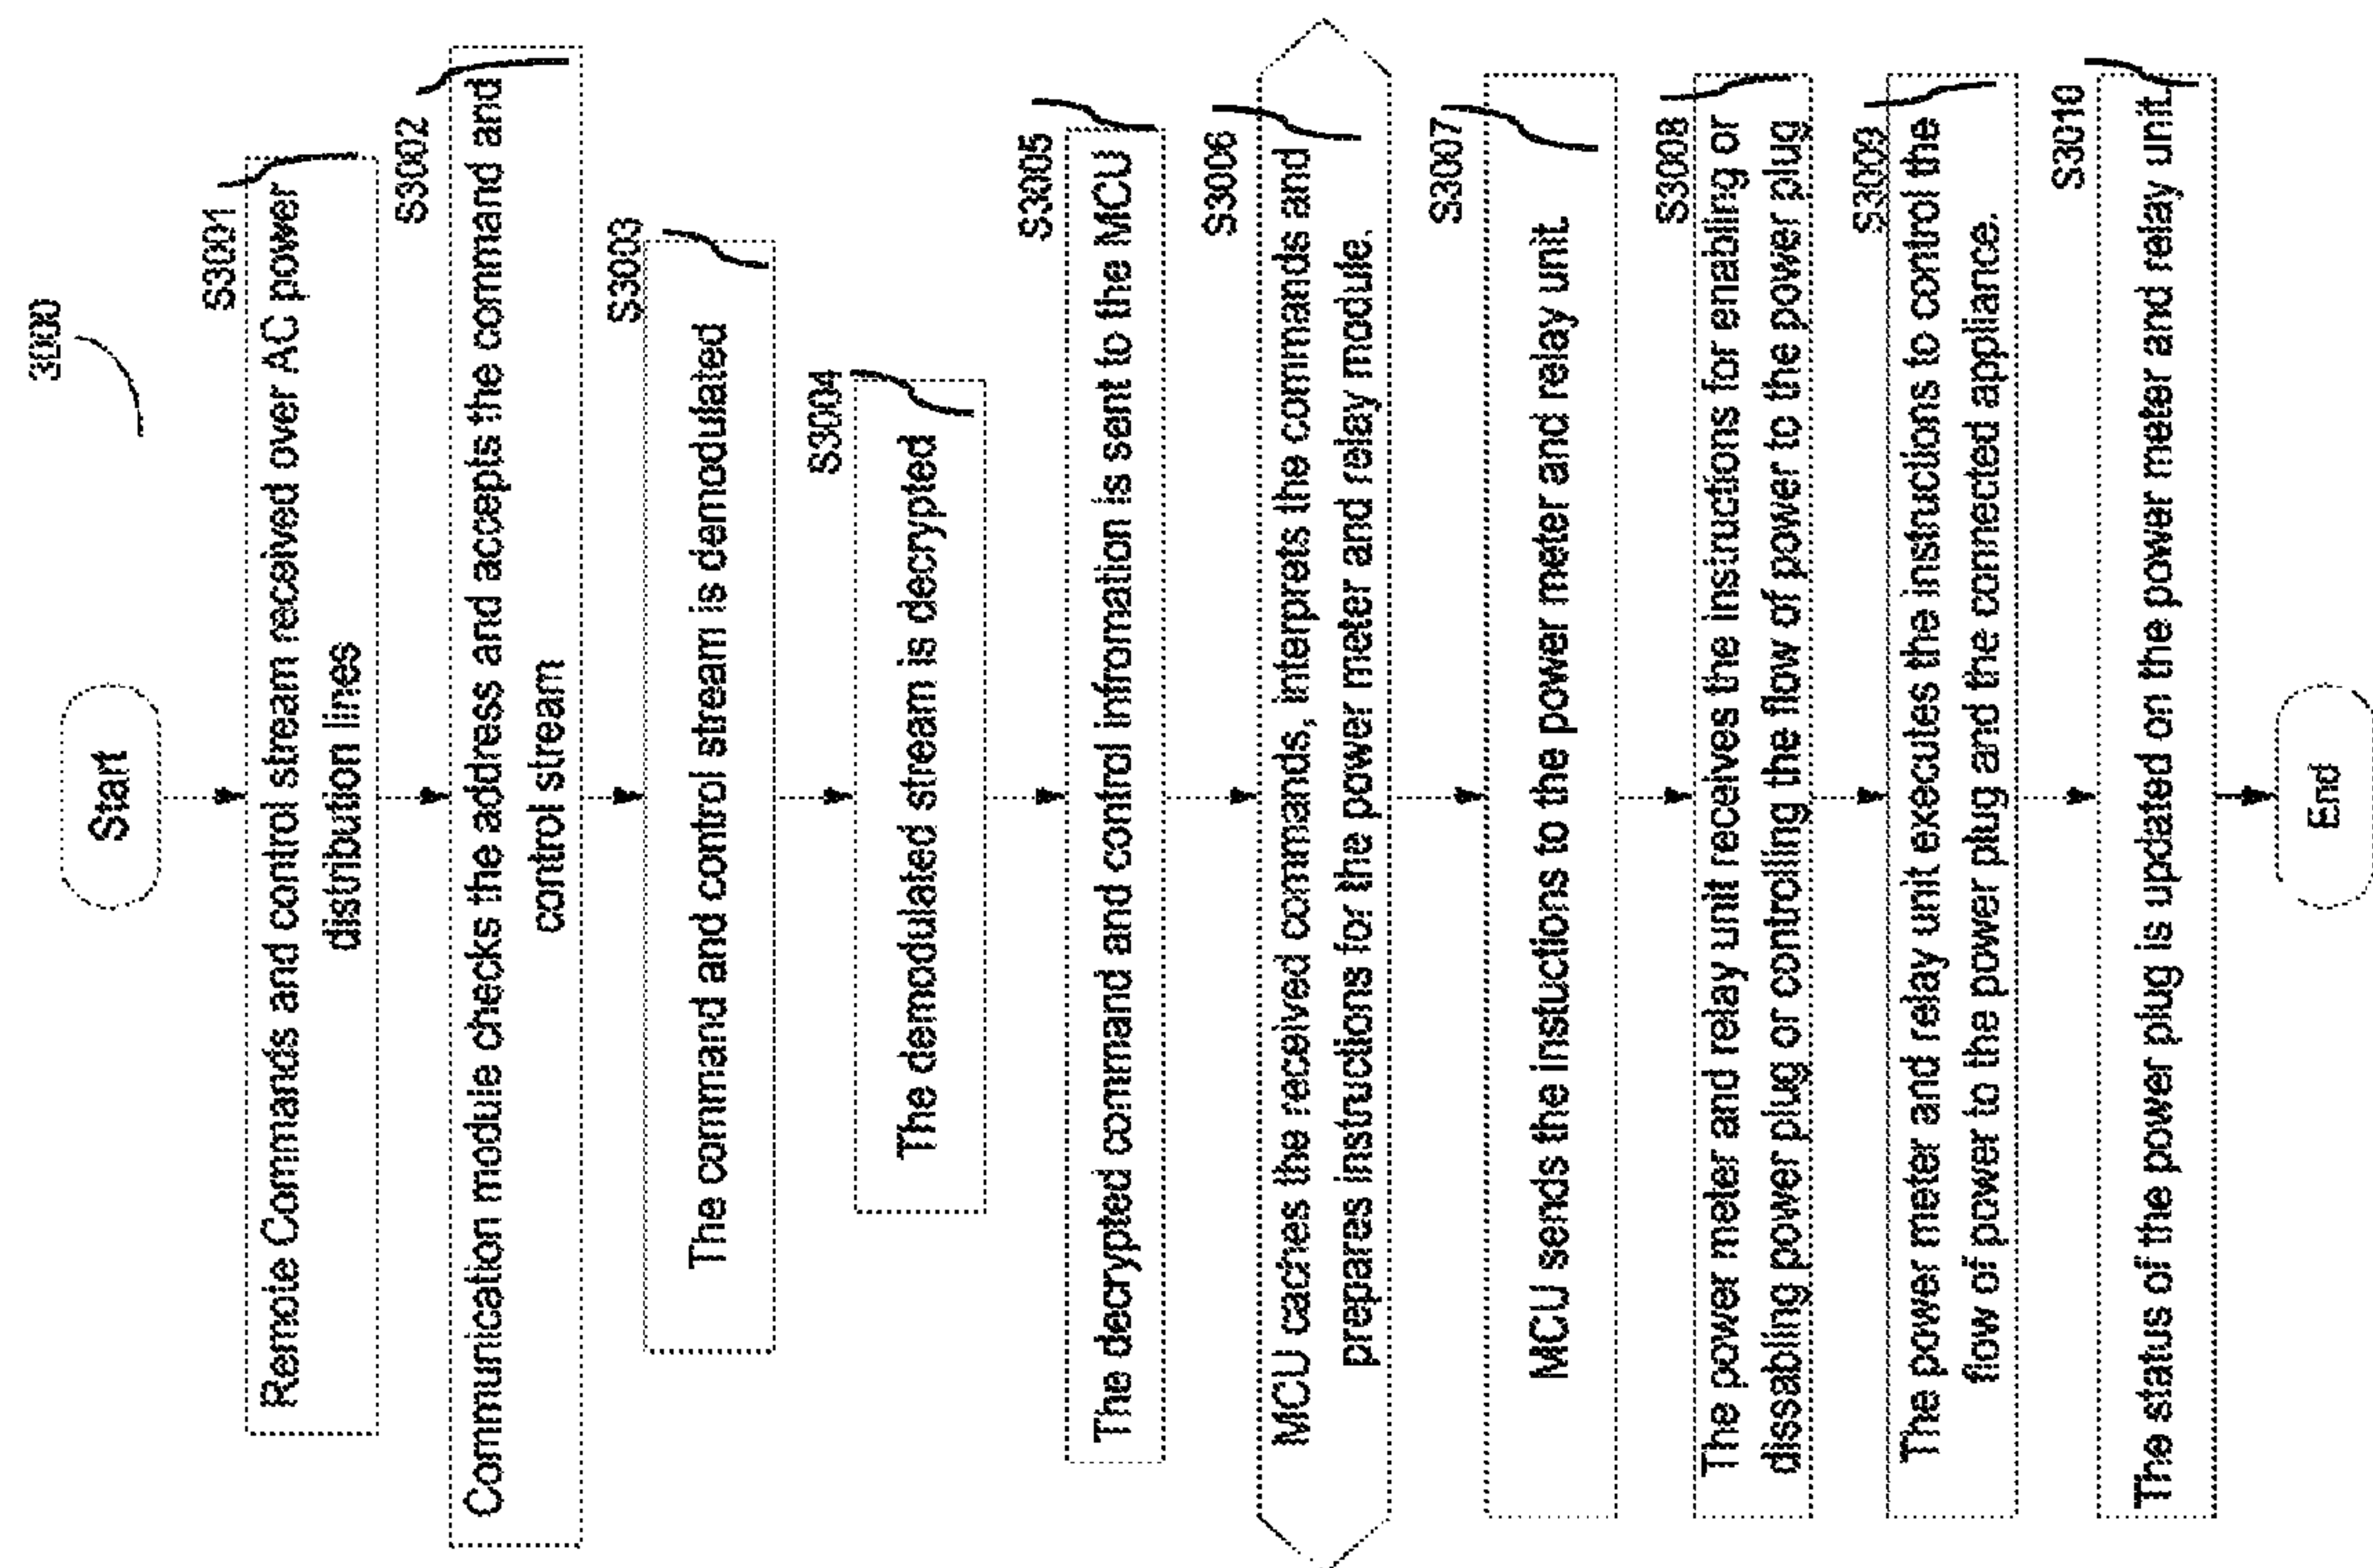 3000
Start
S3001
Remote Commands and control stream received over AC power
distribution lines
S3002
Communication module checks the address and accepts the command and
control stream
S3003
The command and control stream is demodulated
S3004
The demodulated stream is decrypted
S3005
The decrypted command and control infromation is sent to the MCU
S3006
MCU caches the received commands, interprets the commands and
prepares instructions for the power meter and relay module.
S3007
MCU sends the instuctions to the power meter and relay unit.
S3008
The power meter and relay unit receives the instructions for enabling or
dissabling power plug or controlling the flow of power to the power plug
S3009
The power meter and relay unit executes the instructions to control the
flow of power to the power plug and the connected appliance.
S3010
The status of the power plug is updated on the power meter and relay unit.
End